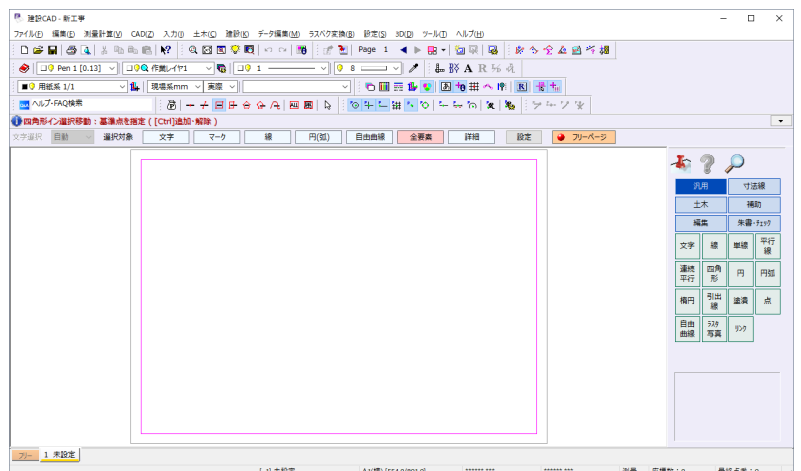 建設CAD - 新工事
ファイル(F) 編集(E) 測量計算(V) CAD(Z) 入力(I) 土木(C) 建設(K) データ編集(M) ラスベク変換(B) 設定(S) 3D(D) ツール(T) ヘルプ(H)
Page 1
Pen 1 [0.13] 作業レイヤ1 1 8
用紙系 1/1 現場系mm 実際
ヘルプ・FAQ検索
四角形イン選択移動：基準点を指定 ( [Ctrl]追加・解除 )
文字選択 自動 選択対象 文字 マーク 線 円(弧) 自由曲線 全要素 詳細 設定 フリーページ
汎用 寸法線
土木 補助
編集 朱書・チェック
文字 線 単線 平行線
連続平行 四角形 円 円弧
楕円 引出線 塗潰 点
自由曲線 ラスタ写真 リンク
フリー 1 未設定